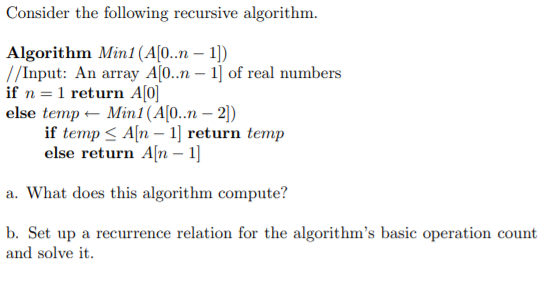 Consider the following recursive algorithm.
Algorithm Min1(A[0..n − 1])
//Input: An array A[0..n − 1] of real numbers
if n = 1 return A[0]
else temp ← Min1(A[0..n − 2])
if temp ≤ A[n − 1] return temp
else return A[n − 1]
a. What does this algorithm compute?
b. Set up a recurrence relation for the algorithm's basic operation count
and solve it.